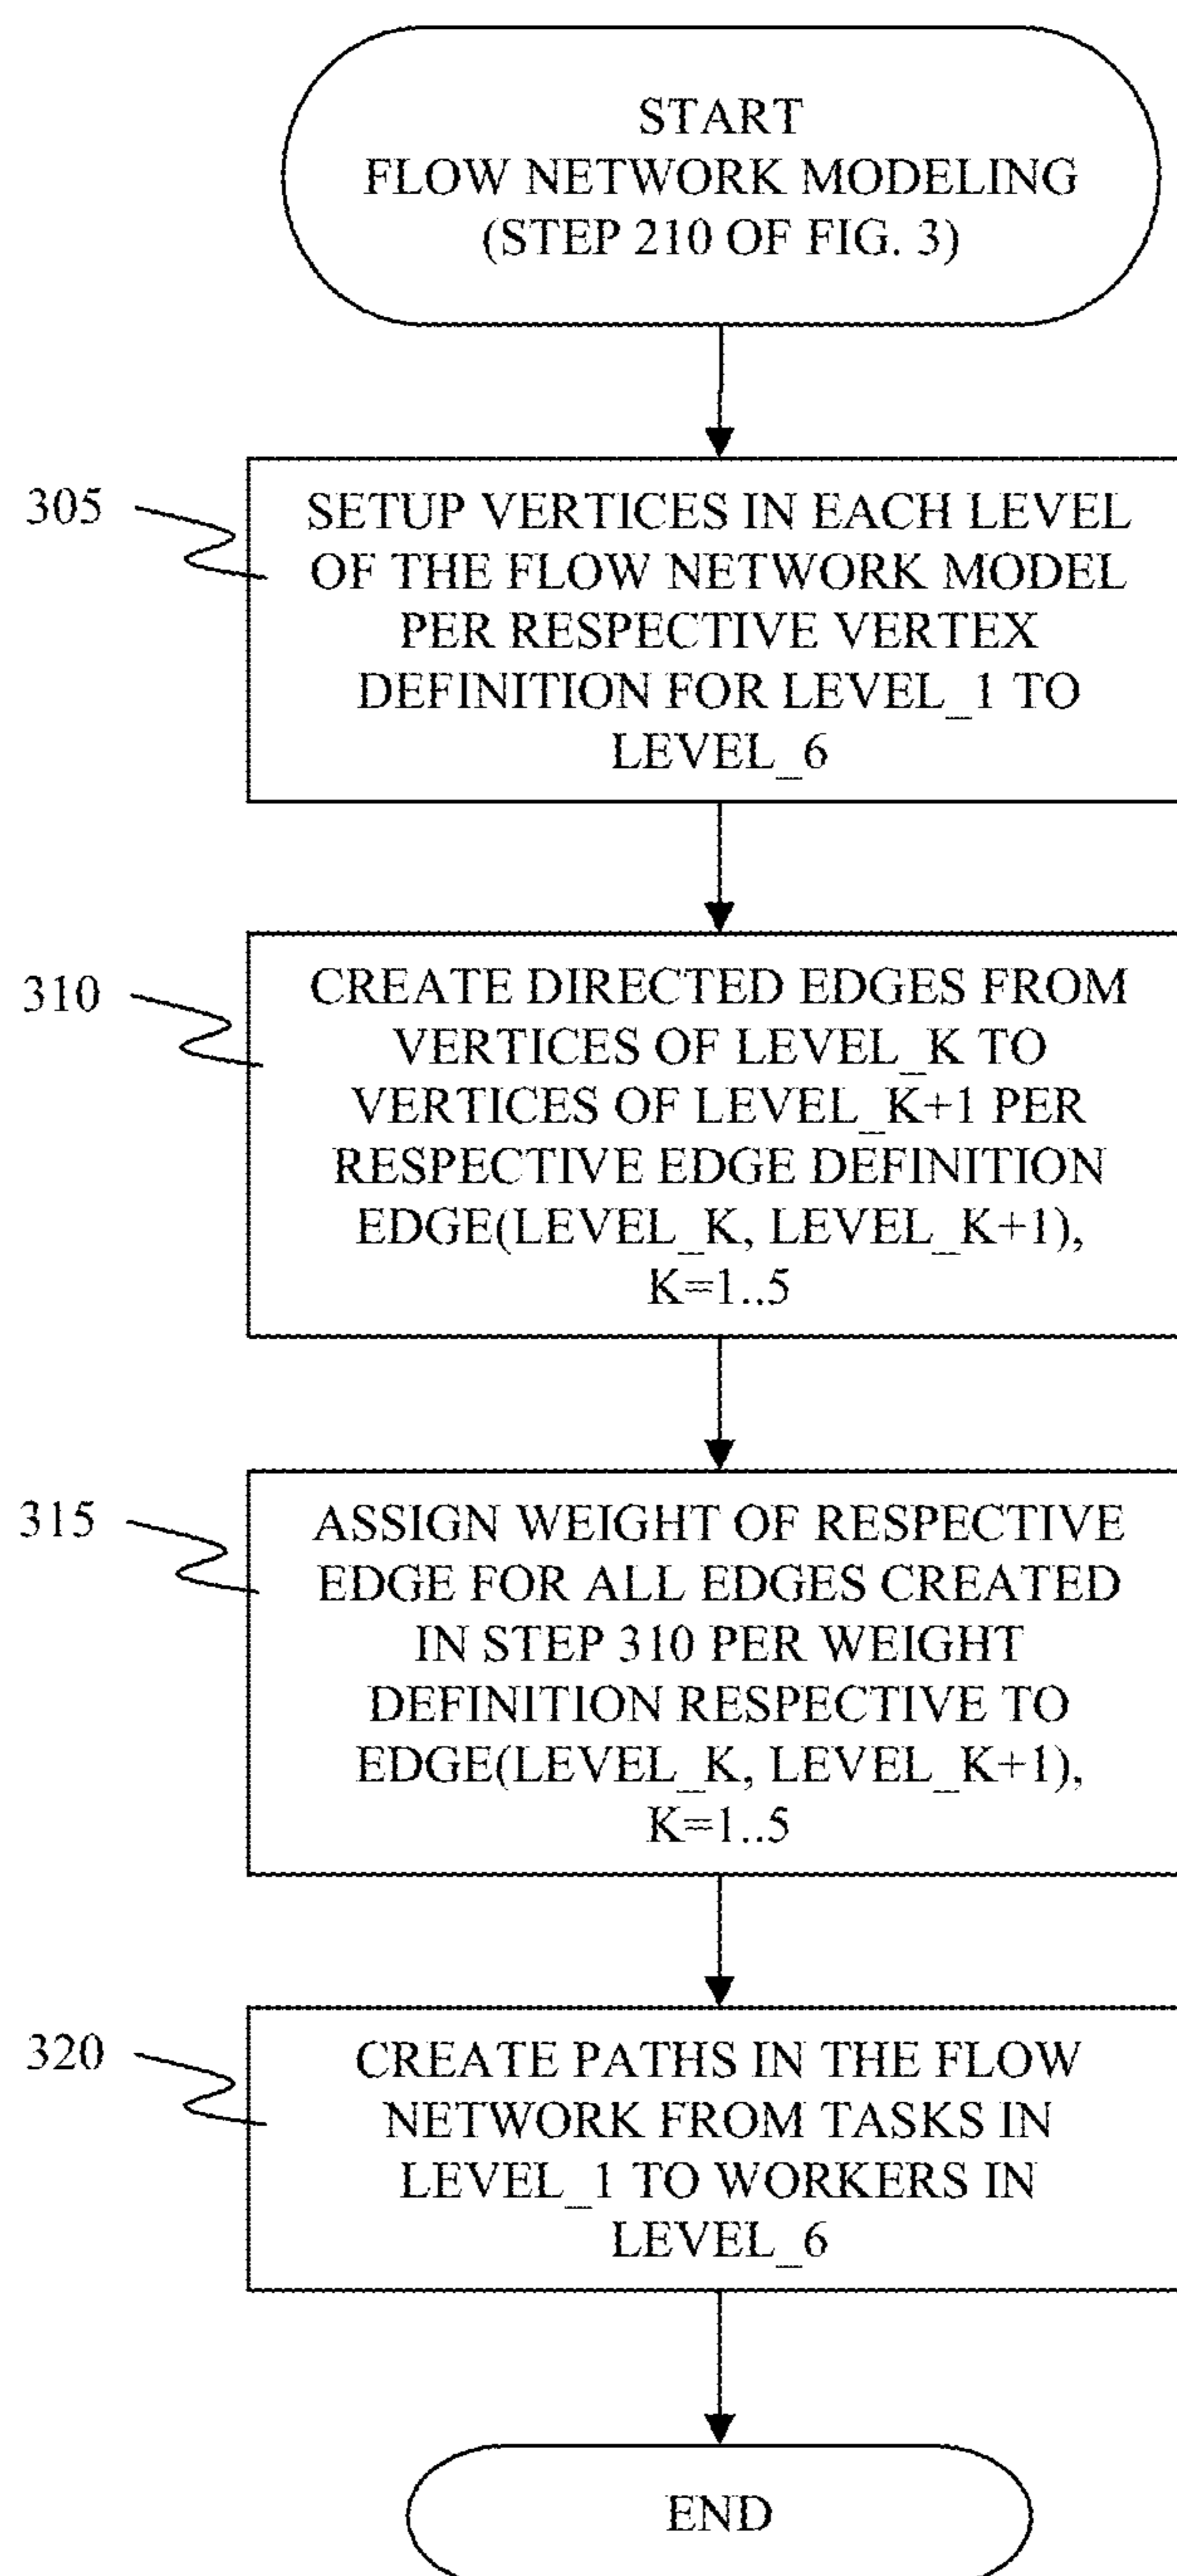 START
FLOW NETWORK MODELING
(STEP 210 OF FIG. 3)
305
SETUP VERTICES IN EACH LEVEL
OF THE FLOW NETWORK MODEL
PER RESPECTIVE VERTEX
DEFINITION FOR LEVEL_1 TO
LEVEL_6
310
CREATE DIRECTED EDGES FROM
VERTICES OF LEVEL_K TO
VERTICES OF LEVEL_K+1 PER
RESPECTIVE EDGE DEFINITION
EDGE(LEVEL_K, LEVEL_K+1),
K=1..5
315
ASSIGN WEIGHT OF RESPECTIVE
EDGE FOR ALL EDGES CREATED
IN STEP 310 PER WEIGHT
DEFINITION RESPECTIVE TO
EDGE(LEVEL_K, LEVEL_K+1),
K=1..5
320
CREATE PATHS IN THE FLOW
NETWORK FROM TASKS IN
LEVEL_1 TO WORKERS IN
LEVEL_6
END